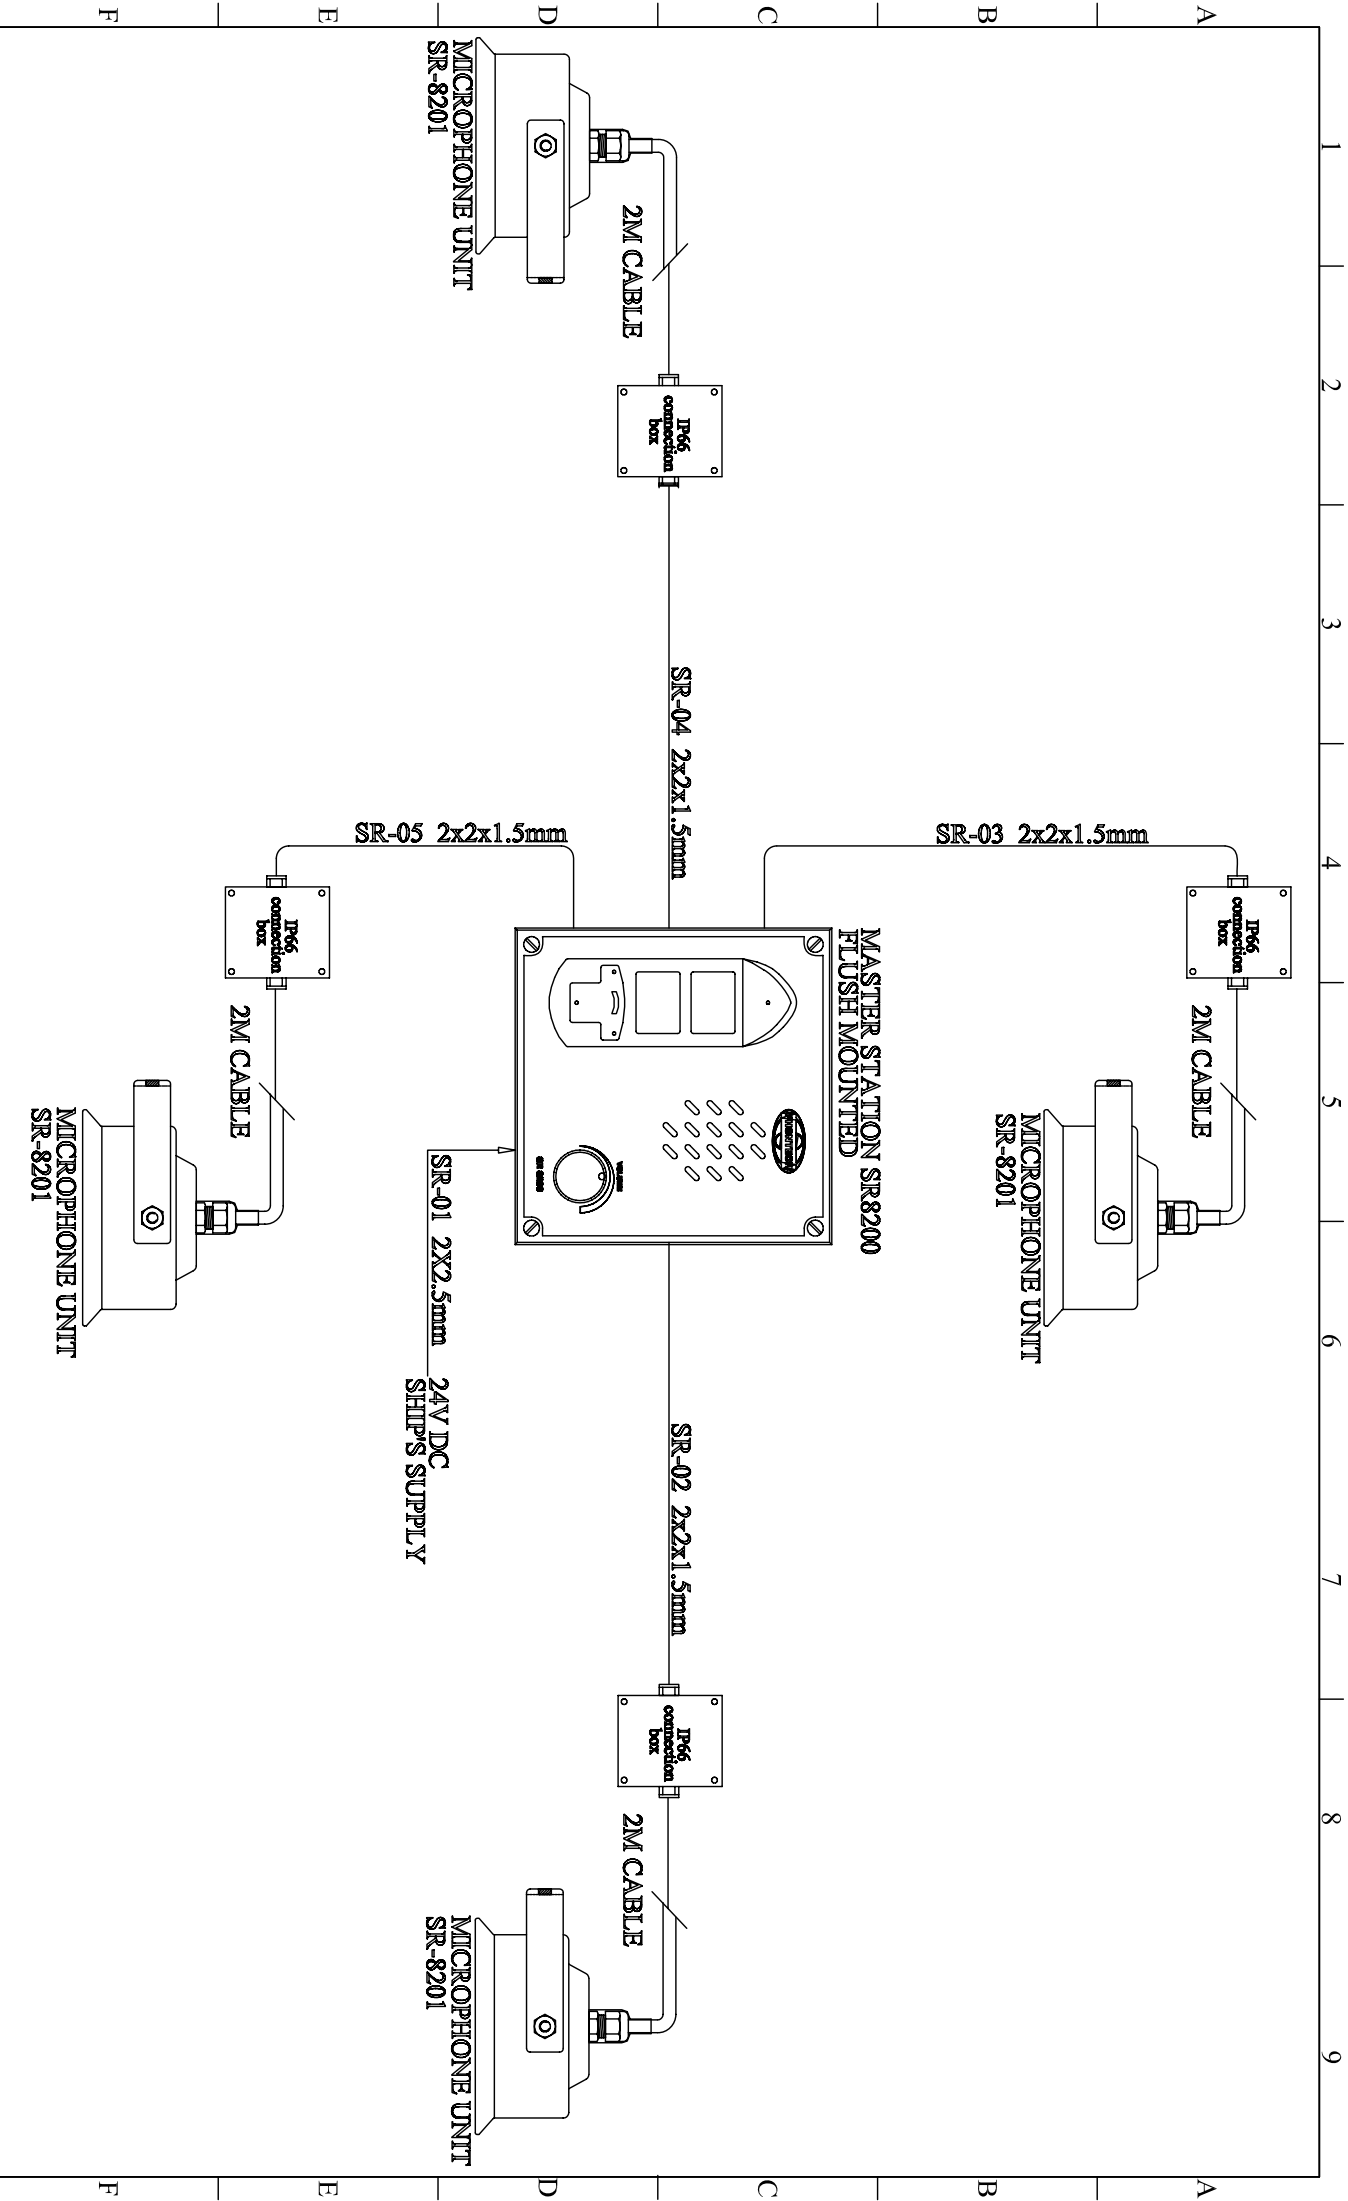 1
2
3
4
5
6
7
8
9
A
A
B
B
C
C
D
D
E
E
F
F
IP66
connection
box
2M CABLE
MICROPHONE UNIT
SR-8201
SR-03 2x2x1.5mm
MASTER STATION SR8200
FLUSH MOUNTED
VOLUME
SR 8200
MICROPHONE UNIT
SR-8201
2M CABLE
IP66
connection
box
SR-04 2x2x1.5mm
SR-02 2x2x1.5mm
IP66
connection
box
2M CABLE
MICROPHONE UNIT
SR-8201
SR-01 2X2.5mm
24V DC
SHIP'S SUPPLY
SR-05 2x2x1.5mm
IP66
connection
box
2M CABLE
MICROPHONE UNIT
SR-8201